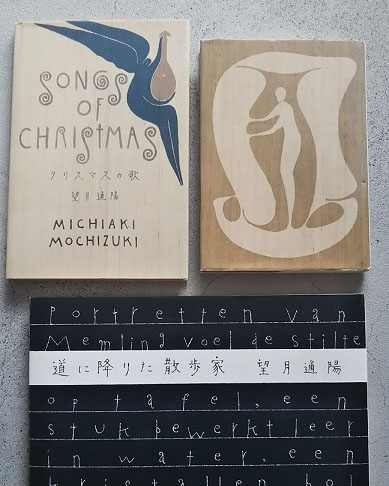 SONGS
OF
CHRISTMAS
クリスマスの歌
望月通陽
MICHIAKI
MOCHIZUKI
Portretten van
Memling voel de stilte
道に降りた散歩家 望月通陽
op tafel, een
stuk bewerkt leer
in water, een
kristallen bol